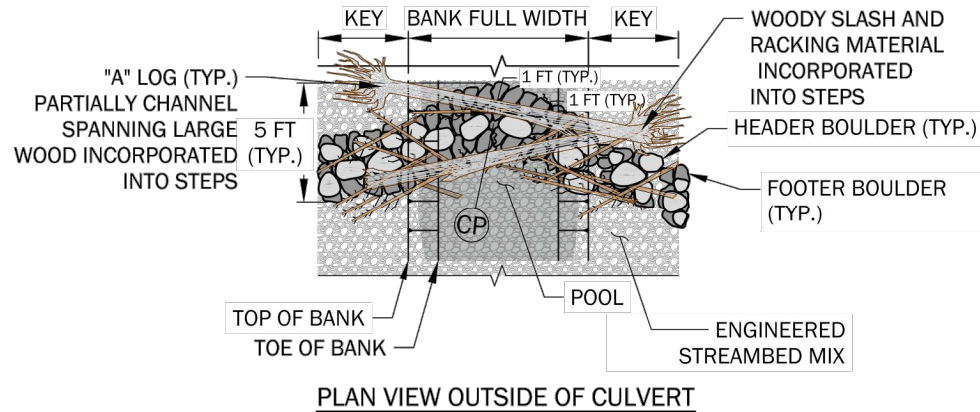 KEY
BANK FULL WIDTH
KEY
WOODY SLASH AND
RACKING MATERIAL
INCORPORATED
INTO STEPS
"A" LOG (TYP.)
PARTIALLY CHANNEL
SPANNING LARGE
WOOD INCORPORATED
INTO STEPS
5 FT
(TYP.)
1 FT (TYP.)
1 FT (TYP.)
HEADER BOULDER (TYP.)
FOOTER BOULDER
(TYP.)
CP
POOL
TOP OF BANK
TOE OF BANK
ENGINEERED
STREAMBED MIX
PLAN VIEW OUTSIDE OF CULVERT